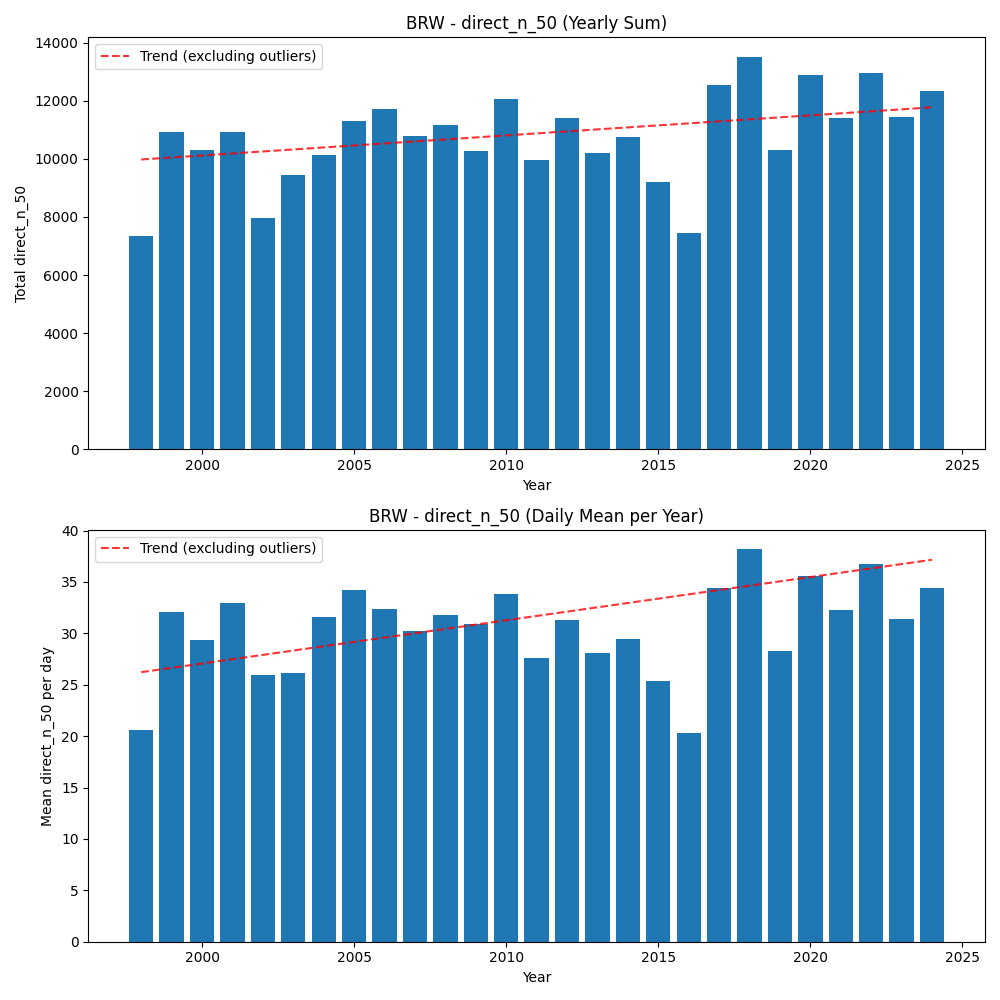 BRW - direct_n_50 (Yearly Sum)
Trend (excluding outliers)
Total direct_n_50
14000
12000
10000
8000
6000
4000
2000
0
2000 2005 2010 2015 2020 2025
Year
BRW - direct_n_50 (Daily Mean per Year)
Trend (excluding outliers)
Mean direct_n_50 per day
40
35
30
25
20
15
10
5
0
2000 2005 2010 2015 2020 2025
Year